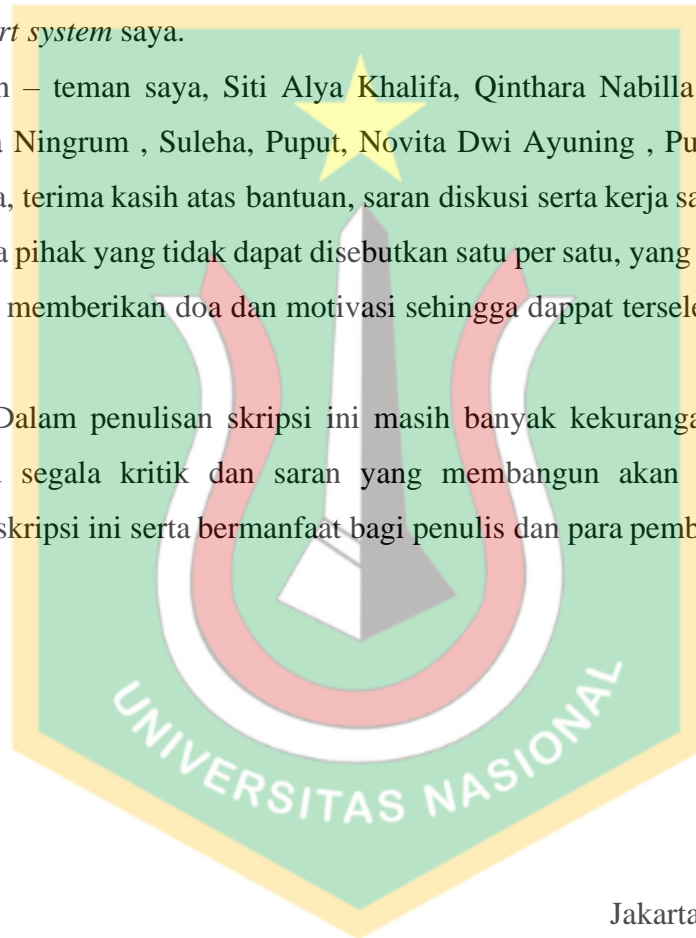 rt system saya.
n – teman saya, Siti Alya Khalifa, Qinthara Nabilla
a Ningrum , Suleha, Puput, Novita Dwi Ayuning , Pu
a, terima kasih atas bantuan, saran diskusi serta kerja sa
a pihak yang tidak dapat disebutkan satu per satu, yang
memberikan doa dan motivasi sehingga dappat tersele
Dalam penulisan skripsi ini masih banyak kekuranga
segala kritik dan saran yang membangun akan
skripsi ini serta bermanfaat bagi penulis dan para pemb
UNIVERSITAS NASIONAL
Jakarta